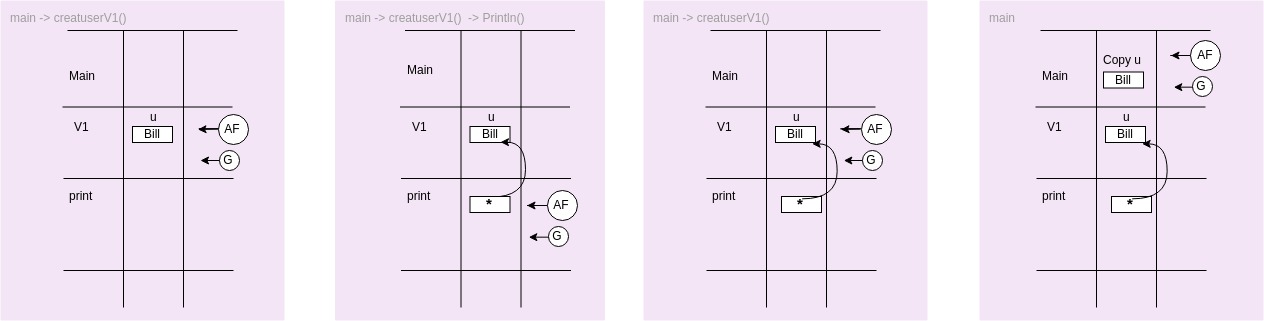 main -> creatuserV1()
Main
V1
u
Bill
AF
G
print
main -> creatuserV1() -> Println()
Main
V1
u
Bill
print
*
AF
G
main -> creatuserV1()
Main
V1
u
Bill
AF
G
print
*
main
Main
Copy u
Bill
AF
G
V1
u
Bill
print
*